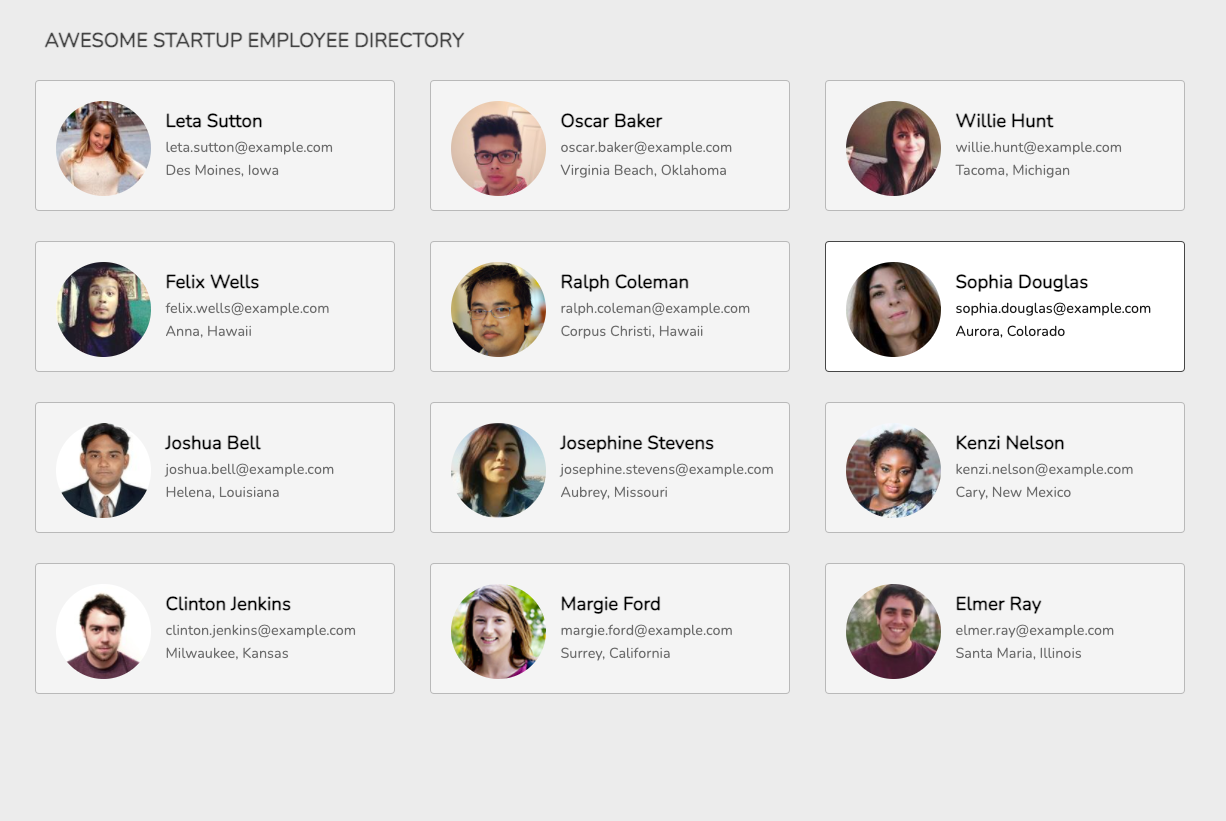 AWESOME STARTUP EMPLOYEE DIRECTORY
Leta Sutton
leta.sutton@example.com
Des Moines, Iowa
Oscar Baker
oscar.baker@example.com
Virginia Beach, Oklahoma
Willie Hunt
willie.hunt@example.com
Tacoma, Michigan
Felix Wells
felix.wells@example.com
Anna, Hawaii
Ralph Coleman
ralph.coleman@example.com
Corpus Christi, Hawaii
Sophia Douglas
sophia.douglas@example.com
Aurora, Colorado
Joshua Bell
joshua.bell@example.com
Helena, Louisiana
Josephine Stevens
josephine.stevens@example.com
Aubrey, Missouri
Kenzi Nelson
kenzi.nelson@example.com
Cary, New Mexico
Clinton Jenkins
clinton.jenkins@example.com
Milwaukee, Kansas
Margie Ford
margie.ford@example.com
Surrey, California
Elmer Ray
elmer.ray@example.com
Santa Maria, Illinois